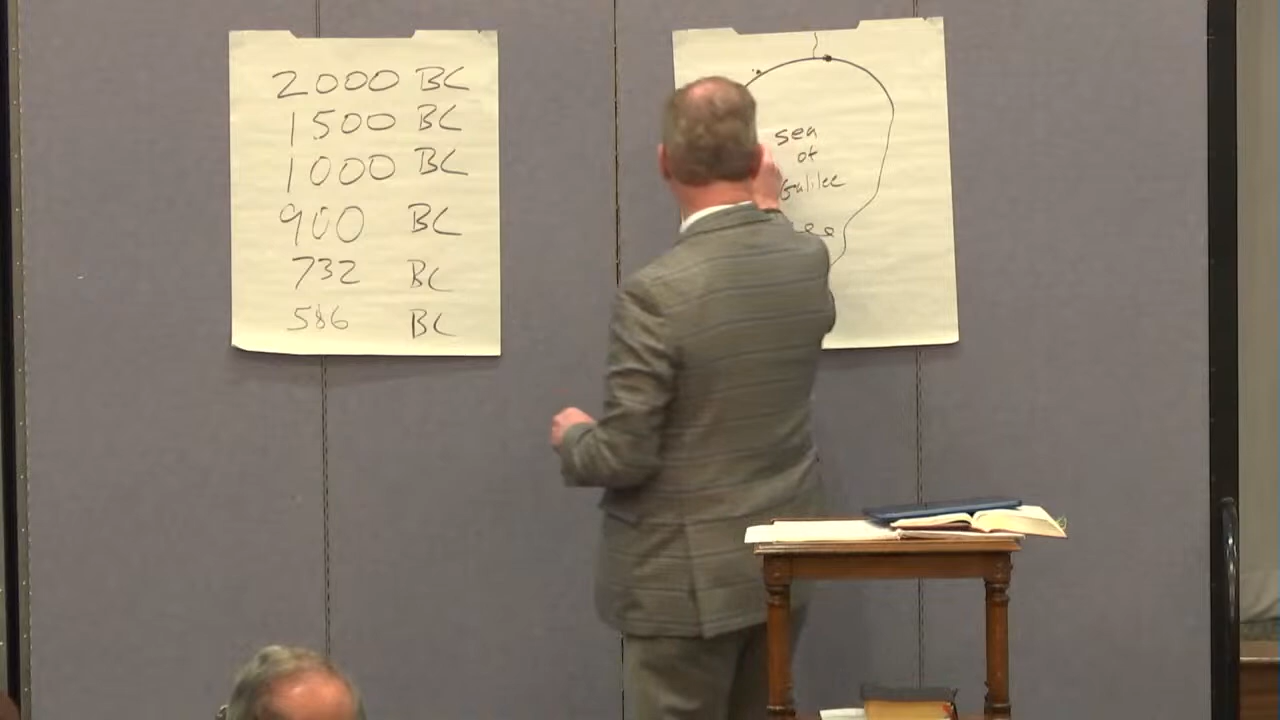 2000 BC
1500 BC
1000 BC
900 BC
732 BC
586 BC
sea
of
Galilee